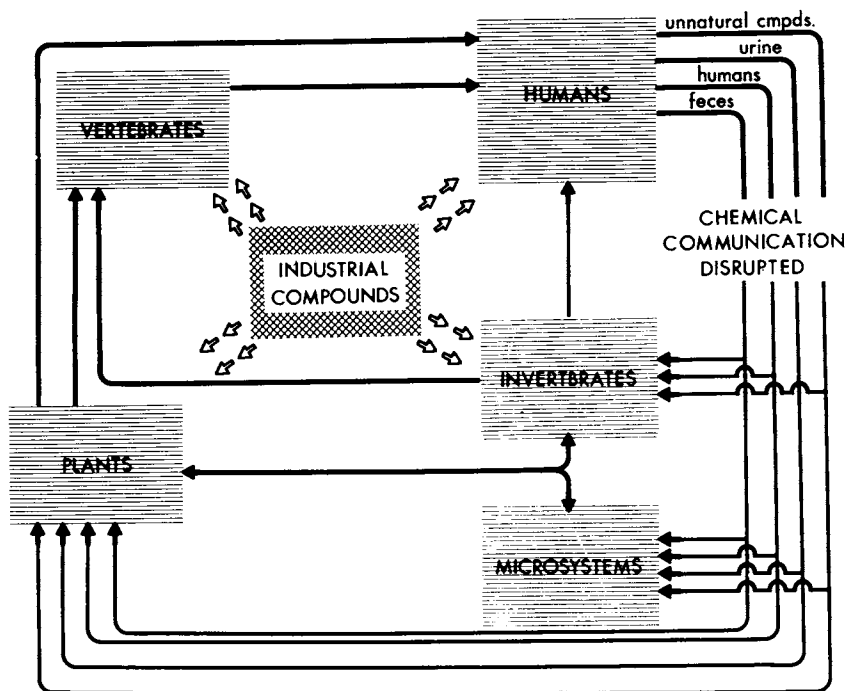 unnatural cmpds.
urine
humans
feces
HUMANS
VERTEBRATES
INDUSTRIAL
COMPOUNDS
CHEMICAL
COMMUNICATION
DISRUPTED
INVERTBRATES
PLANTS
MICROSYSTEMS